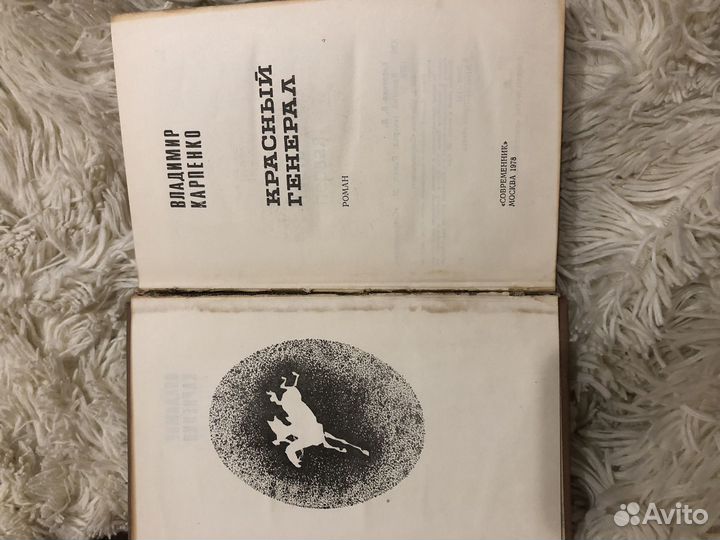 ВЛАДИМИР
КАРПЕНКО
КРАСНЫЙ
ГЕНЕРАЛ
РОМАН
«СОВРЕМЕННИК»
МОСКВА 1978
Avito